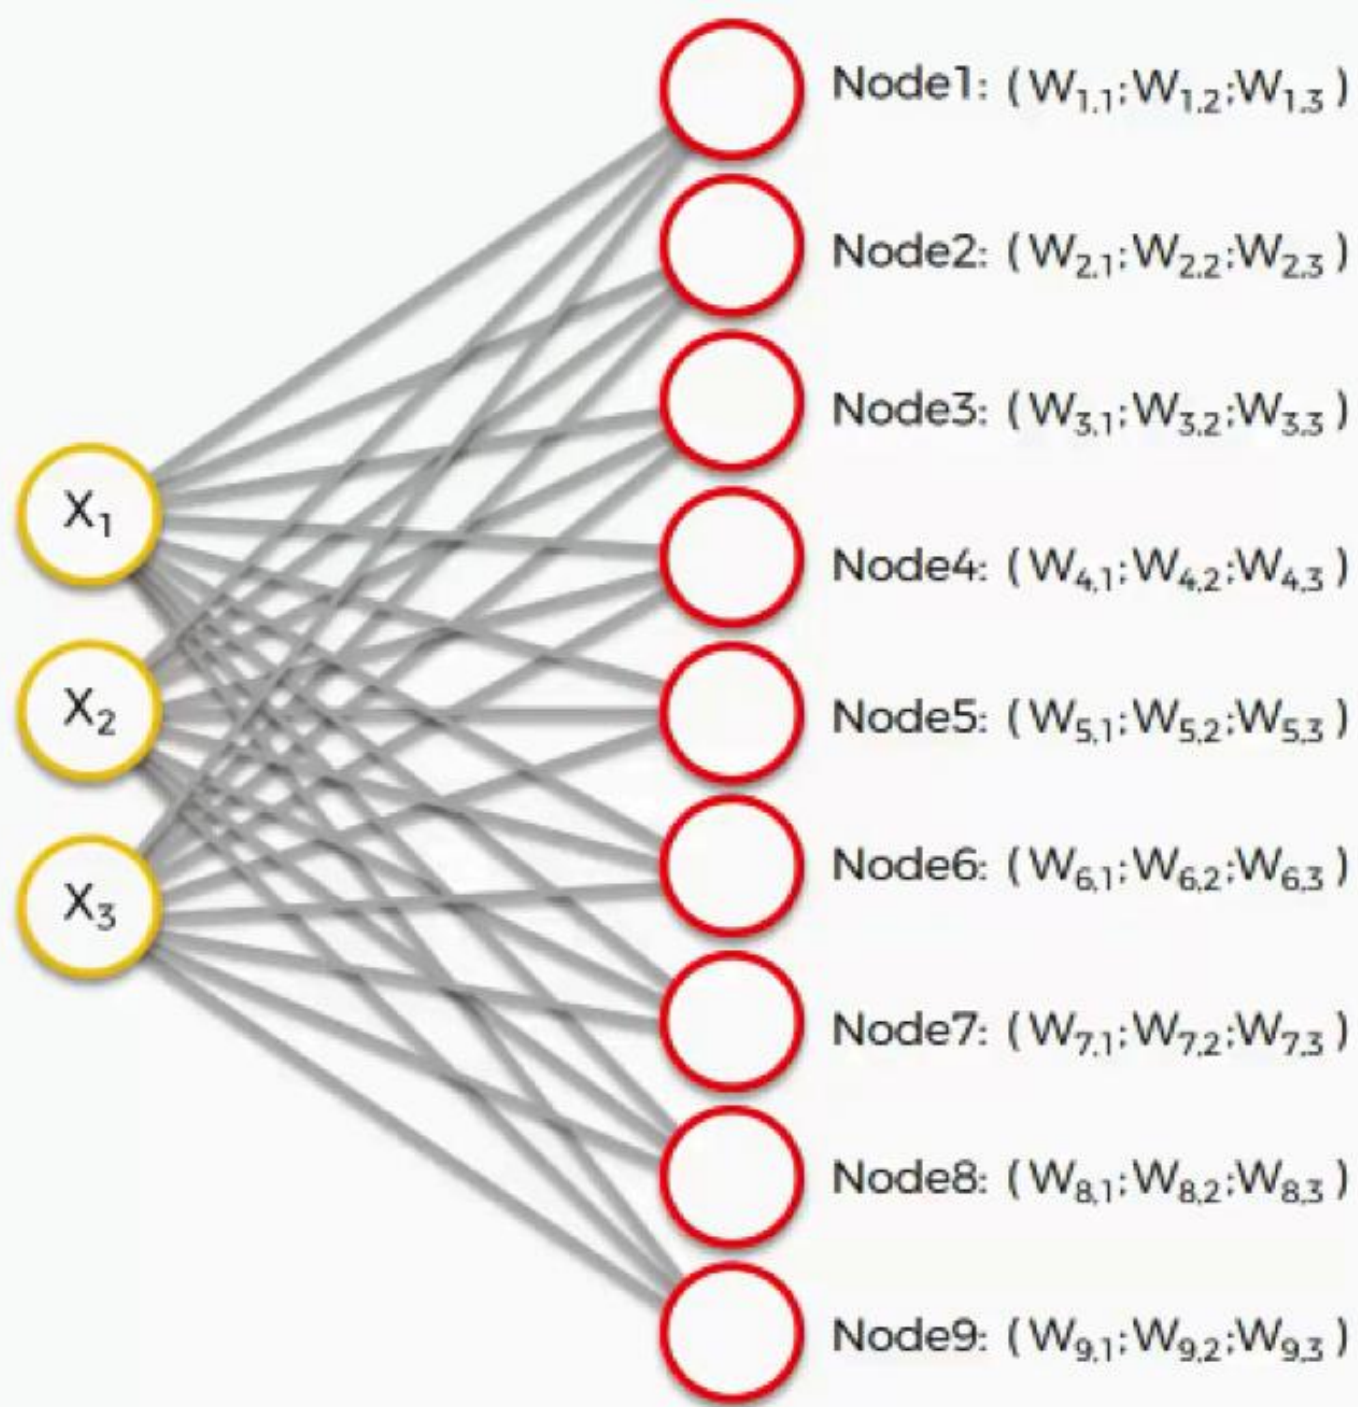 Node1: (W₁,₁;W₁,₂;W₁,₃)
Node2: (W₂,₁;W₂,₂;W₂,₃)
Node3: (W₃,₁;W₃,₂;W₃,₃)
X₁
Node4: (W₄,₁;W₄,₂;W₄,₃)
X₂
Node5: (W₅,₁;W₅,₂;W₅,₃)
Node6: (W₆,₁;W₆,₂;W₆,₃)
X₃
Node7: (W₇,₁;W₇,₂;W₇,₃)
Node8: (W₈,₁;W₈,₂;W₈,₃)
Node9: (W₉,₁;W₉,₂;W₉,₃)